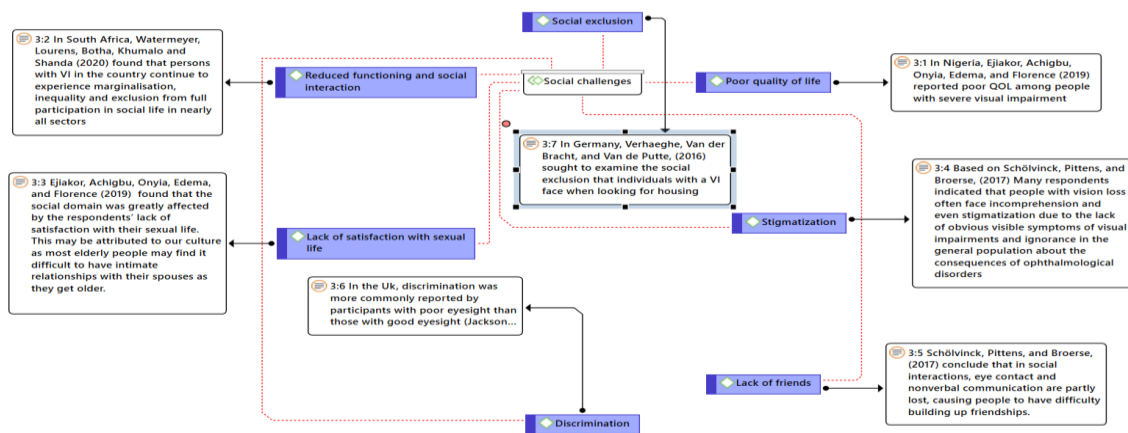 Social exclusion
3:2 In South Africa, Watermeyer,
Lourens, Botha, Khumalo and
Shanda (2020) found that persons
with VI in the country continue to
experience marginalisation,
inequality and exclusion from full
participation in social life in nearly
all sectors
Reduced functioning and social
interaction
Social challenges
Poor quality of life
3:1 In Nigeria, Ejiakor, Achigbu,
Onyia, Edema, and Florence (2019)
reported poor QOL among people
with severe visual impairment
3:7 In Germany, Verhaeghe, Van der
Bracht, and Van de Putte, (2016)
sought to examine the social
exclusion that individuals with a VI
face when looking for housing
3:3 Ejiakor, Achigbu, Onyia, Edema,
and Florence (2019) found that the
social domain was greatly
affected by the respondents' lack of
satisfaction with their sexual life.
This may be attributed to our culture
as most elderly people may find it
difficult to have intimate
relationships with their spouses as
they get older.
Lack of satisfaction with sexual
life
Stigmatization
3:4 Based on Schölvinck, Pittens, and
Broerse, (2017) Many respondents
indicated that people with vision loss
often face incomprehension and
even stigmatization due to the lack
of obvious visible symptoms of visual
impairments and ignorance in the
general population about the
consequences of ophthalmological
disorders
3:6 In the Uk, discrimination was
more commonly reported by
participants with poor eyesight than
those with good eyesight (Jackson...
Discrimination
Lack of friends
3:5 Schölvinck, Pittens, and Broerse,
(2017) conclude that in social
interactions, eye contact and
nonverbal communication are partly
lost, causing people to have difficulty
building up friendships.